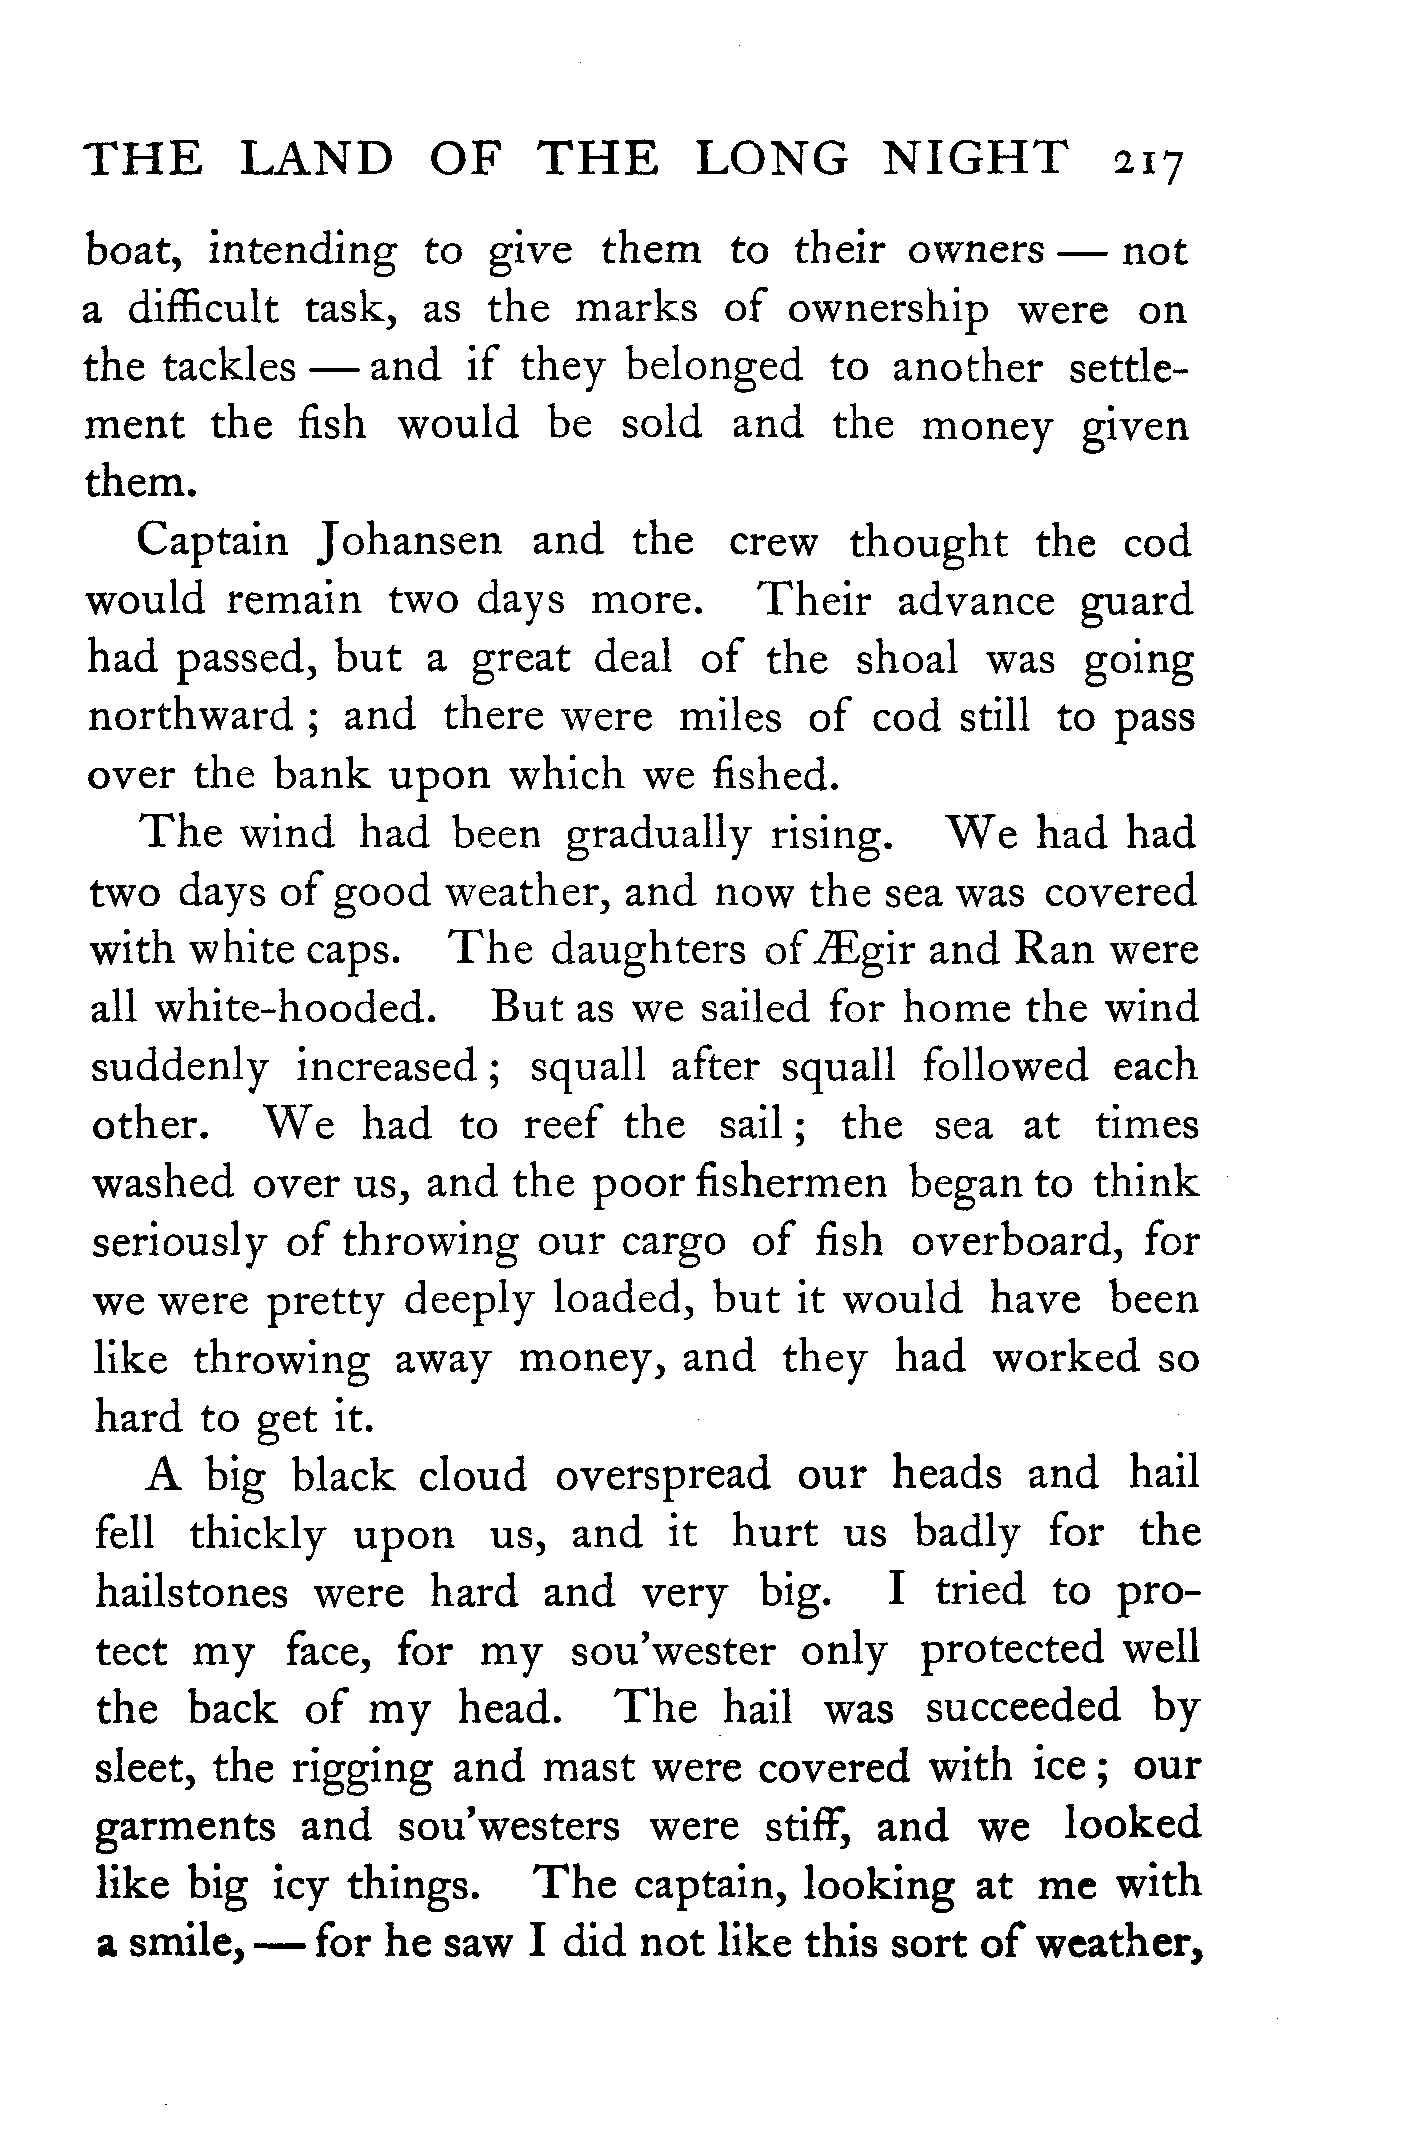 THE LAND OF THE LONG NIGHT 217
boat, intending to give them to their owners — not
a difficult task, as the marks of ownership were on
the tackles — and if they belonged to another settle-
ment the fish would be sold and the money given
them.
Captain Johansen and the crew thought the cod
would remain two days more. Their advance guard
had passed, but a great deal of the shoal was going
northward ; and there were miles of cod still to pass
over the bank upon which we fished.
The wind had been gradually rising. We had had
two days of good weather, and now the sea was covered
with white caps. The daughters of Ægir and Ran were
all white-hooded. But as we sailed for home the wind
suddenly increased ; squall after squall followed each
other. We had to reef the sail ; the sea at times
washed over us, and the poor fishermen began to think
seriously of throwing our cargo of fish overboard, for
we were pretty deeply loaded, but it would have been
like throwing away money, and they had worked so
hard to get it.
A big black cloud overspread our heads and hail
fell thickly upon us, and it hurt us badly for the
hailstones were hard and very big. I tried to pro-
tect my face, for my sou'wester only protected well
the back of my head. The hail was succeeded by
sleet, the rigging and mast were covered with ice ; our
garments and sou'westers were stiff, and we looked
like big icy things. The captain, looking at me with
a smile, — for he saw I did not like this sort of weather,